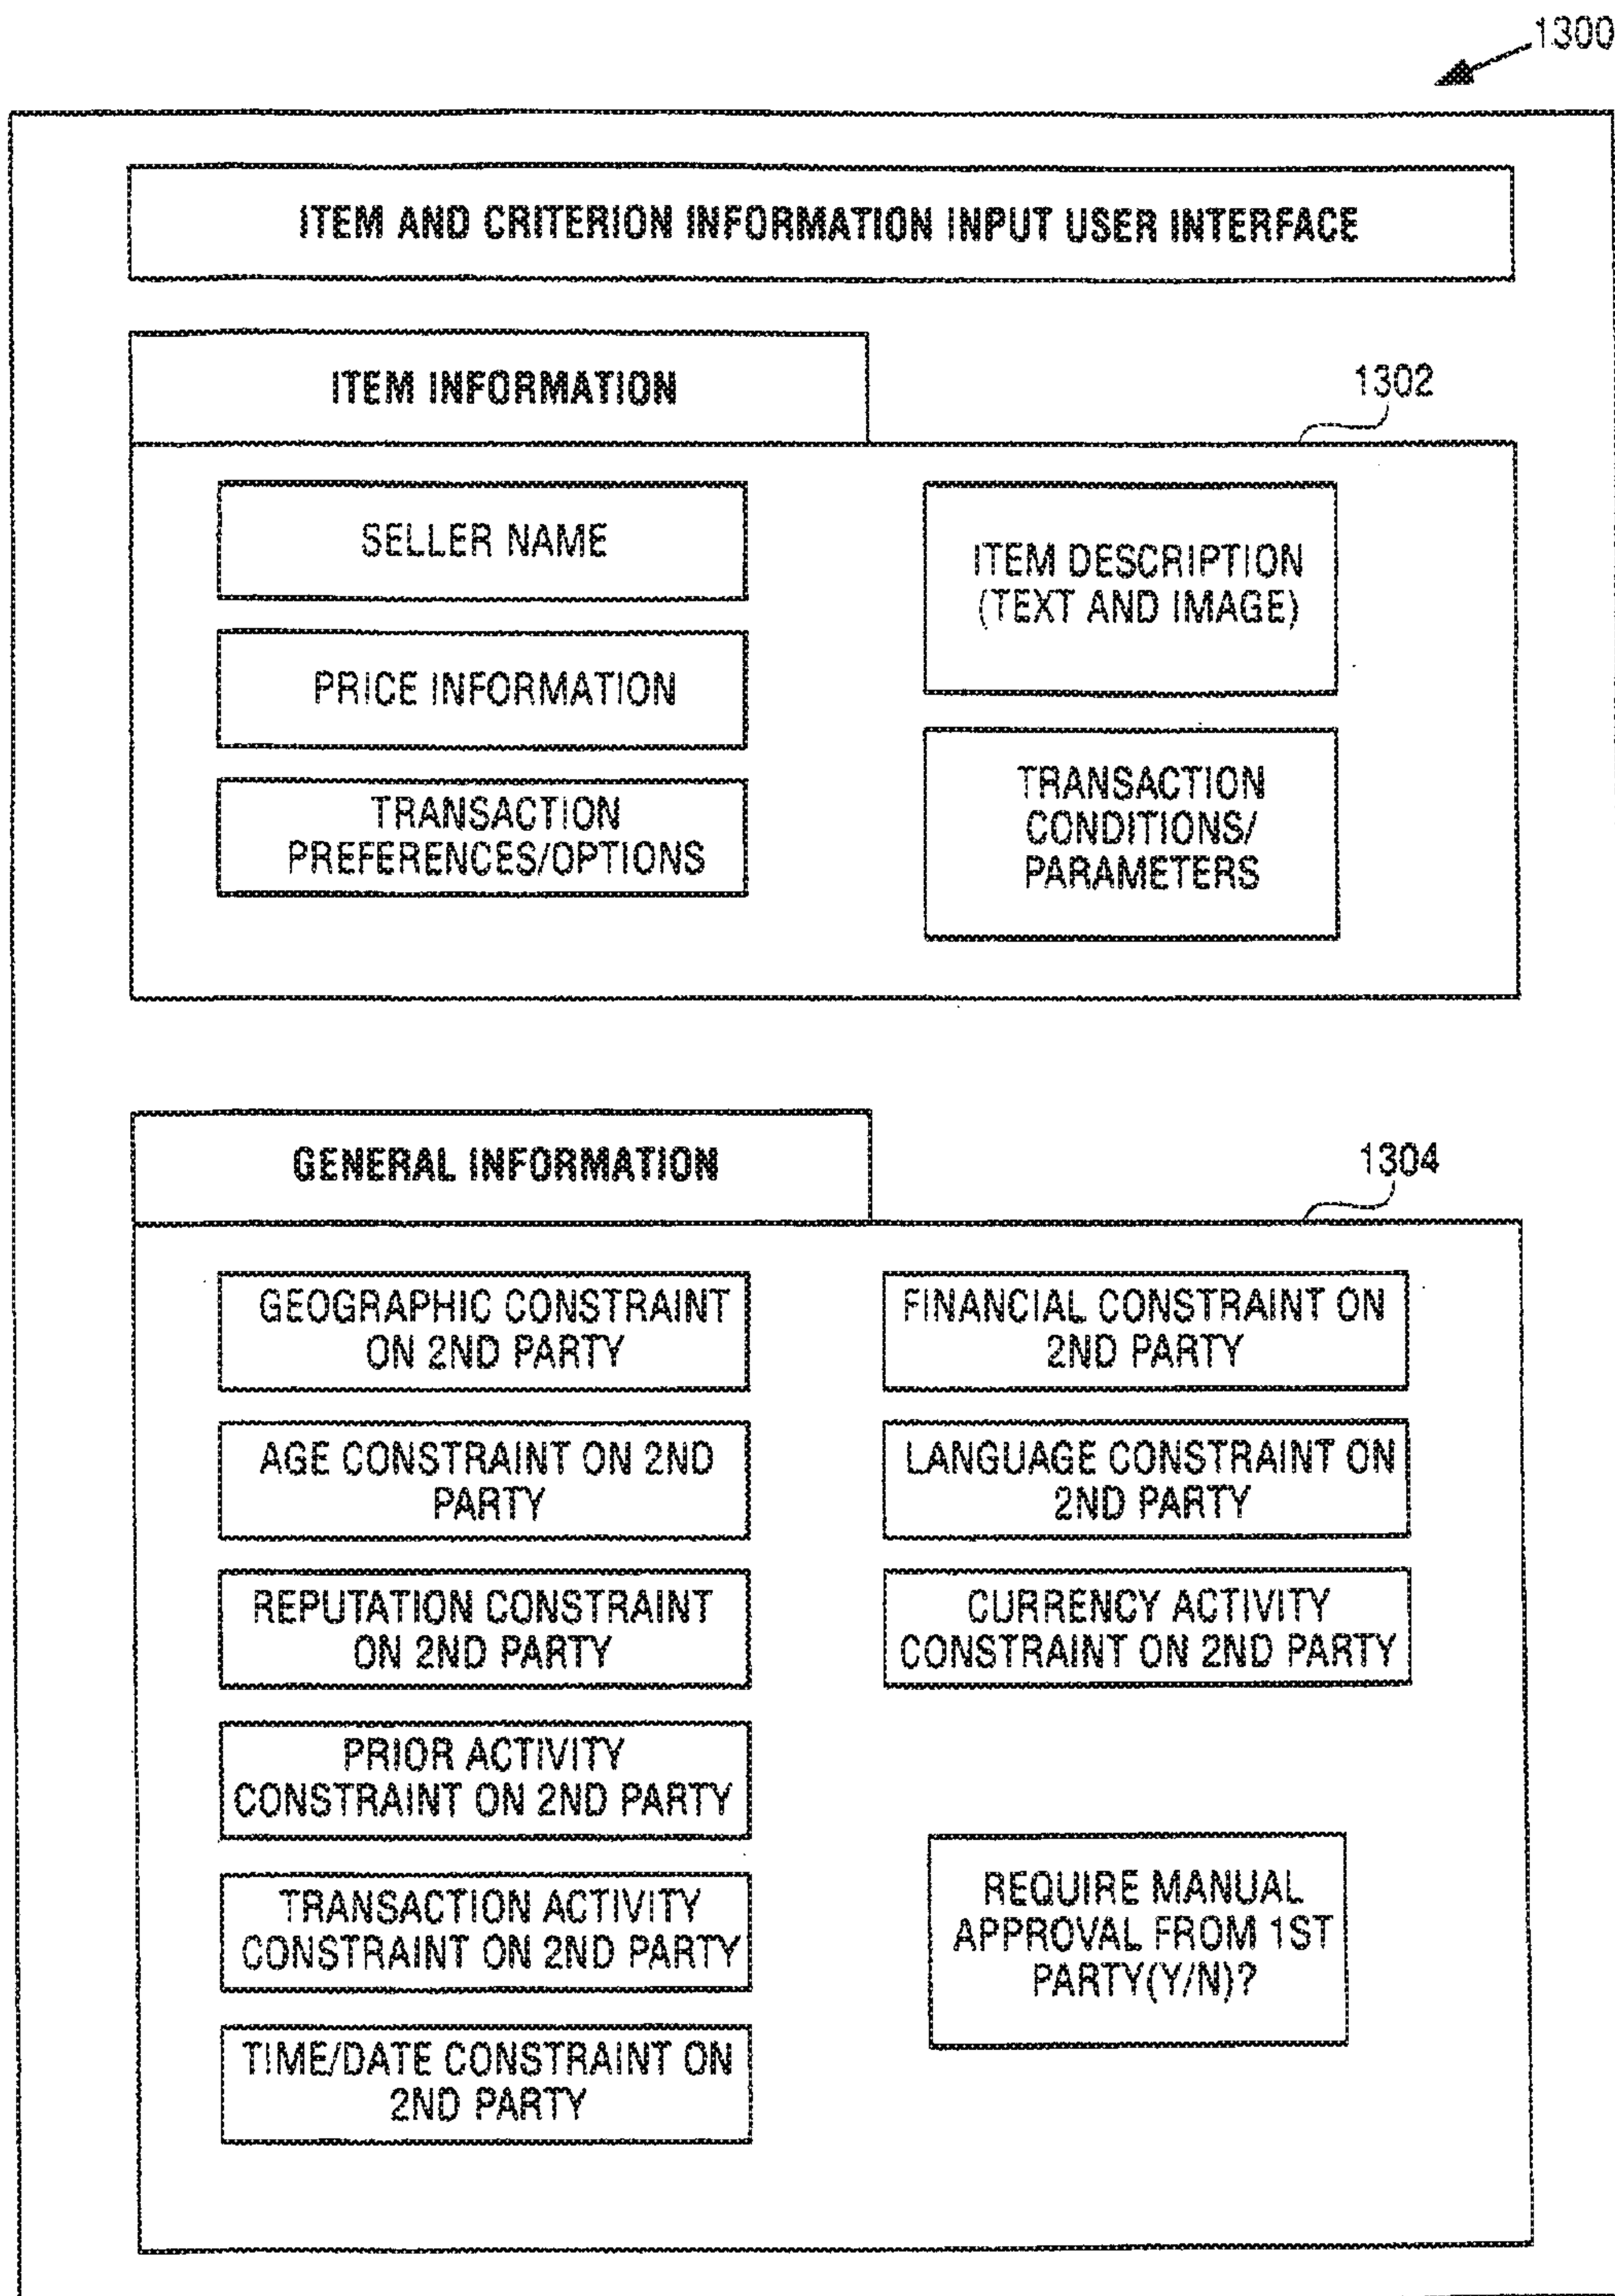 1300
ITEM AND CRITERION INFORMATION INPUT USER INTERFACE
ITEM INFORMATION
1302
SELLER NAME
PRICE INFORMATION
TRANSACTION
PREFERENCES/OPTIONS
ITEM DESCRIPTION
(TEXT AND IMAGE)
TRANSACTION
CONDITIONS/
PARAMETERS
GENERAL INFORMATION
1304
GEOGRAPHIC CONSTRAINT
ON 2ND PARTY
AGE CONSTRAINT ON 2ND
PARTY
REPUTATION CONSTRAINT
ON 2ND PARTY
PRIOR ACTIVITY
CONSTRAINT ON 2ND PARTY
TRANSACTION ACTIVITY
CONSTRAINT ON 2ND PARTY
TIME/DATE CONSTRAINT ON
2ND PARTY
FINANCIAL CONSTRAINT ON
2ND PARTY
LANGUAGE CONSTRAINT ON
2ND PARTY
CURRENCY ACTIVITY
CONSTRAINT ON 2ND PARTY
REQUIRE MANUAL
APPROVAL FROM 1ST
PARTY(Y/N)?